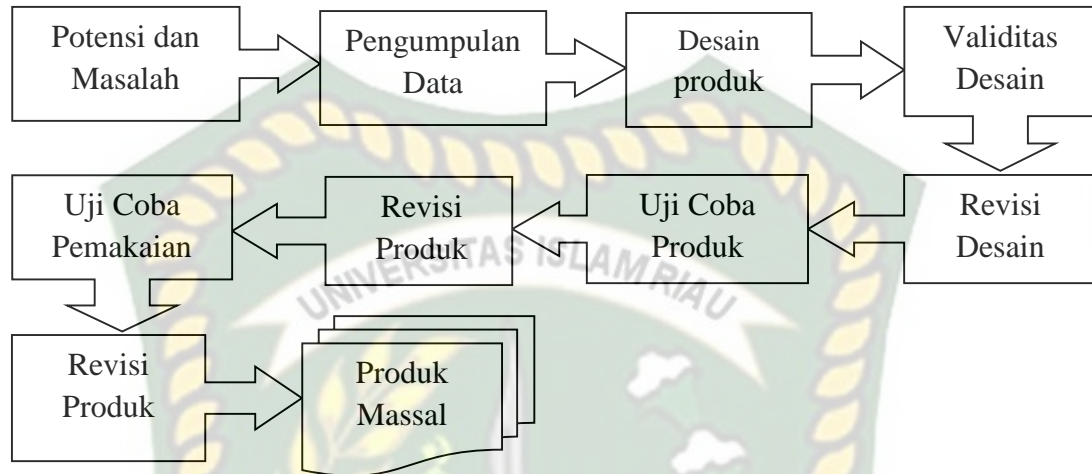 Potensi dan
Masalah
Pengumpulan
Data
Desain
produk
Validitas
Desain
Revisi
Desain
Uji Coba
Produk
Revisi
Produk
Uji Coba
Pemakaian
Revisi
Produk
Produk
Massal
UNIVERSITAS ISLAM RIAU